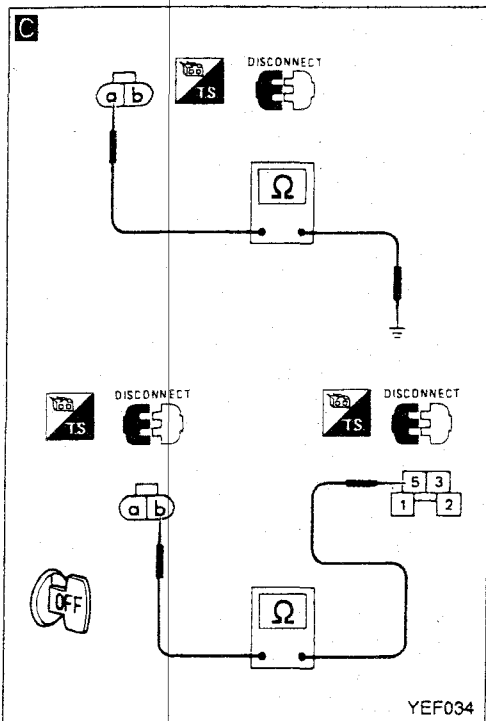 C
DISCONNECT
a b
T.S
Ω
DISCONNECT
T.S.
DISCONNECT
T.S.
a b
5 3
1 2
OFF
Ω
YEF034